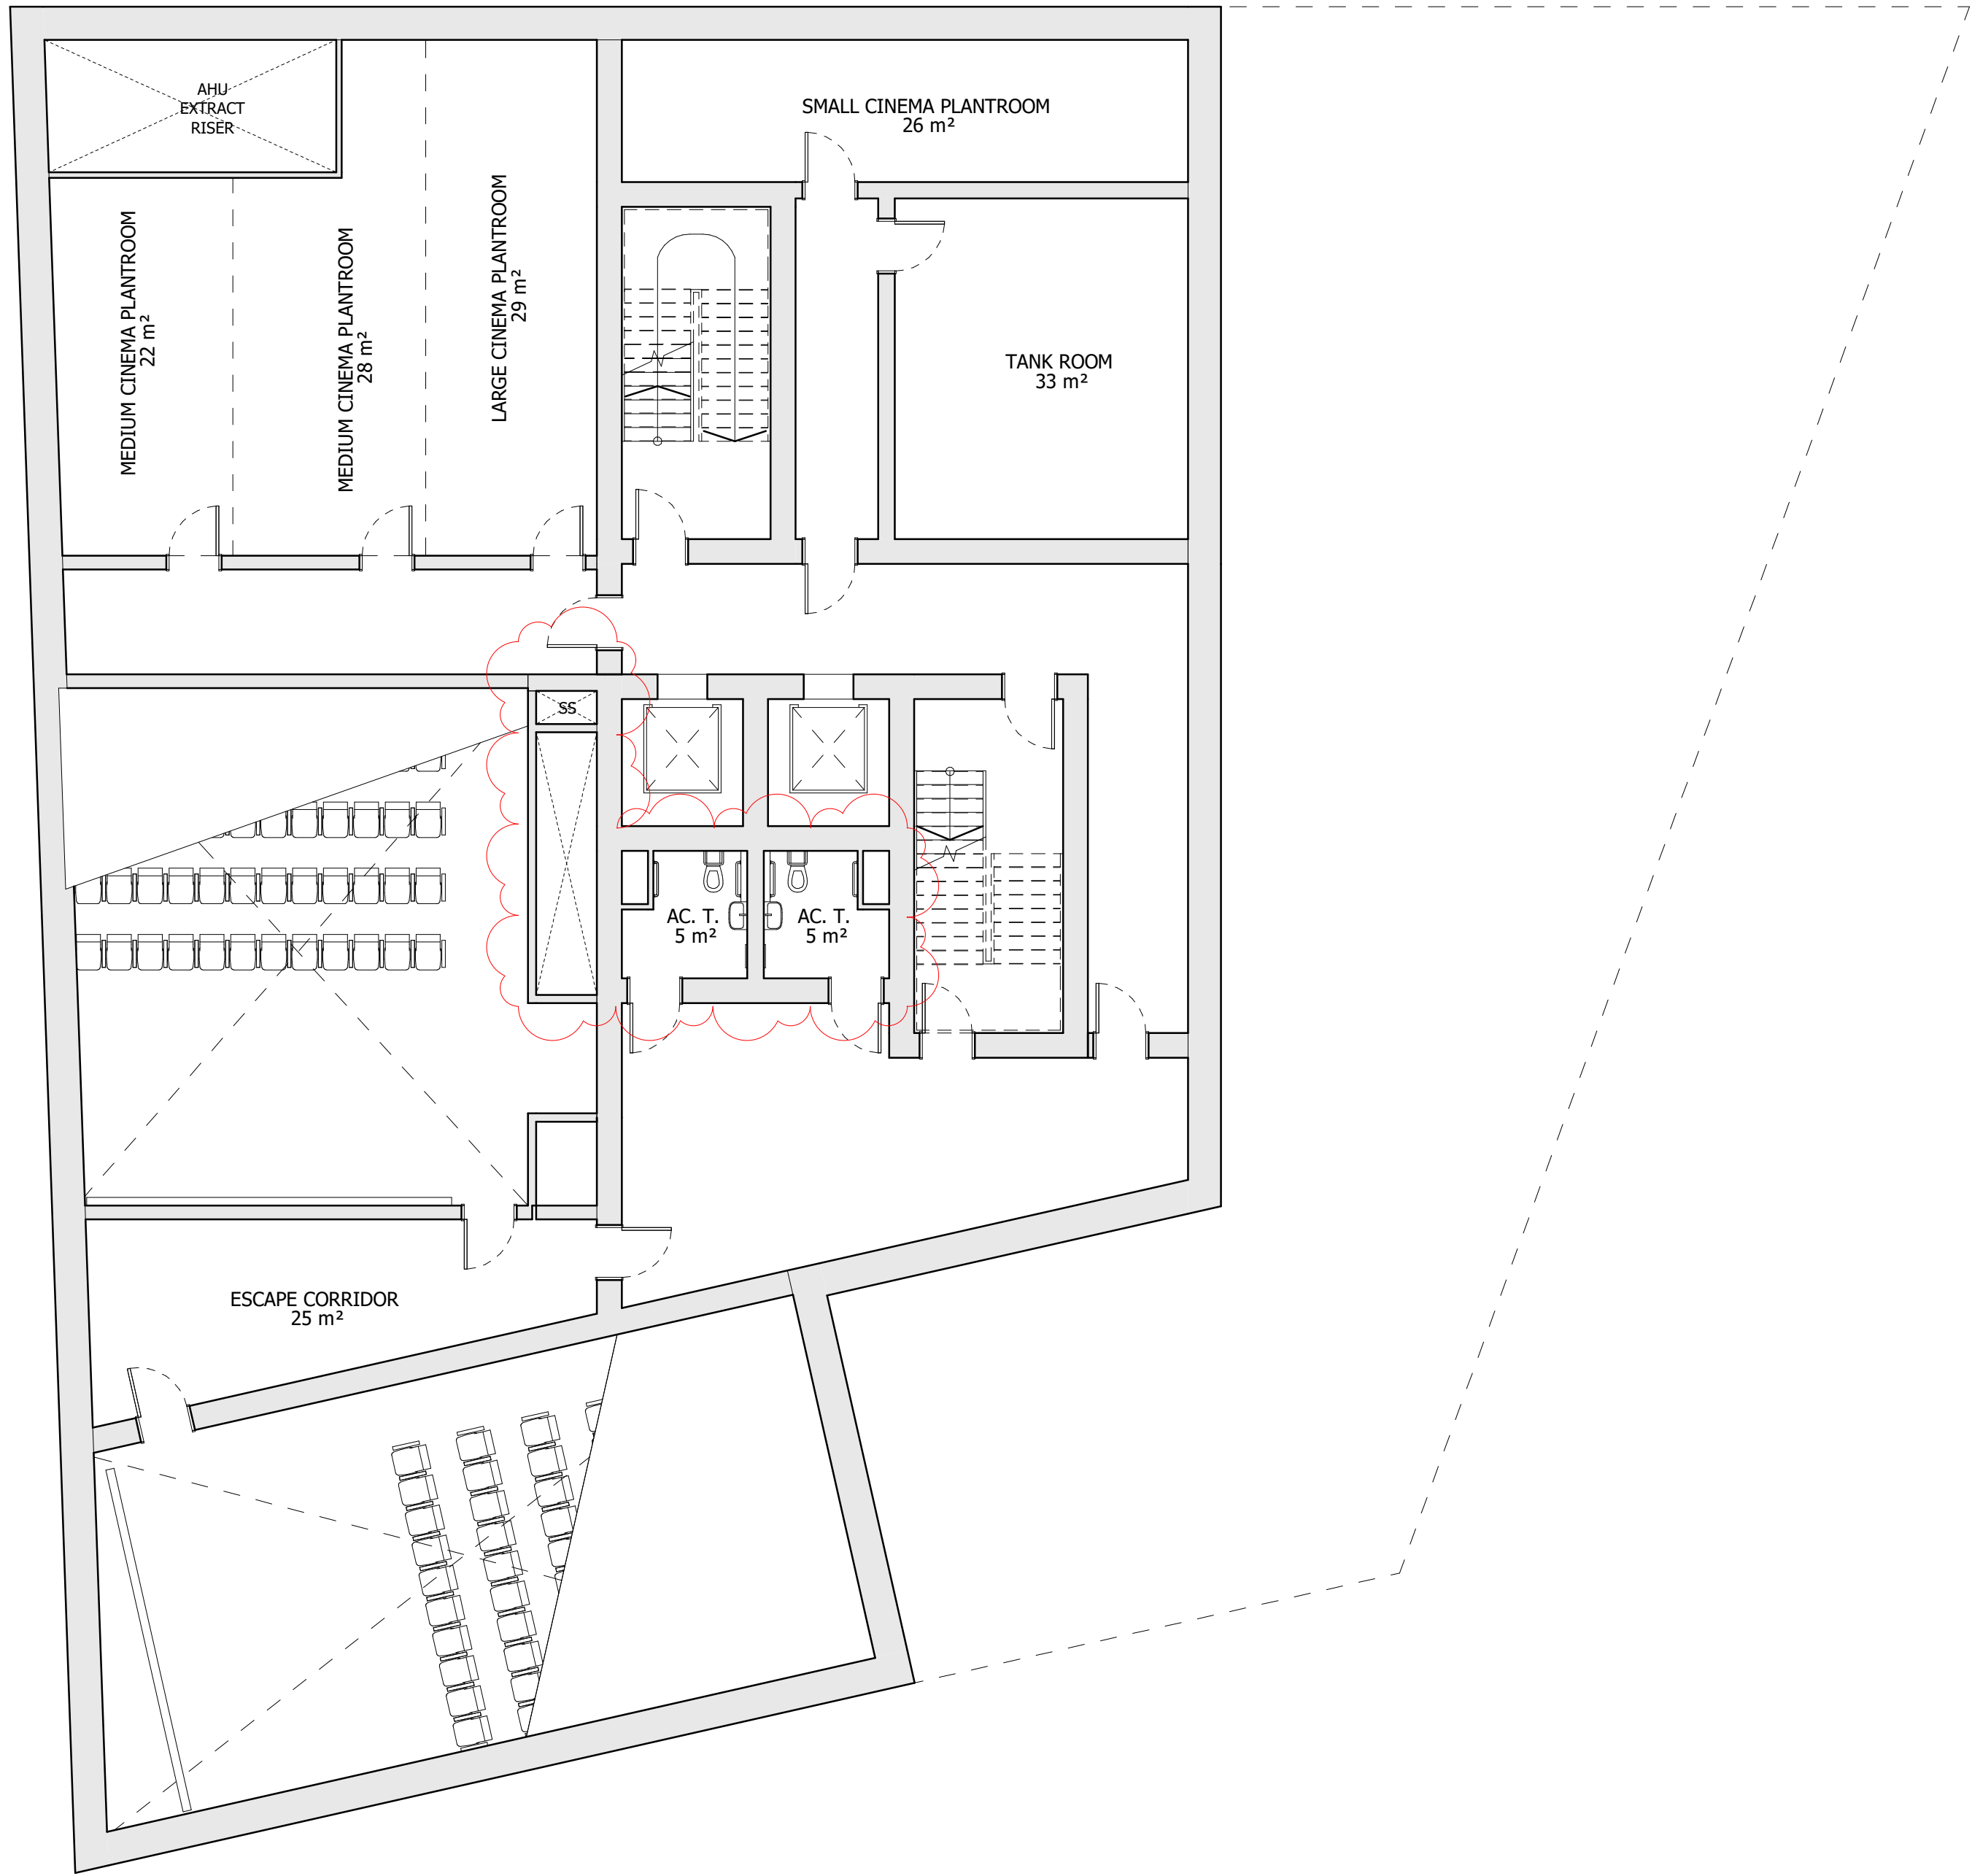 AHU
EXTRACT
RISER
SMALL CINEMA PLANTROOM
26 m²
MEDIUM CINEMA PLANTROOM
22 m²
MEDIUM CINEMA PLANTROOM
28 m²
LARGE CINEMA PLANTROOM
29 m²
TANK ROOM
33 m²
SS
AC. T.
5 m²
AC. T.
5 m²
ESCAPE CORRIDOR
25 m²